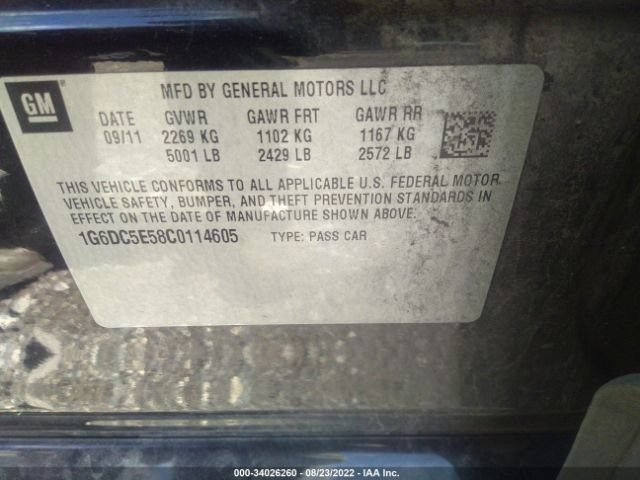 GM
MFD BY GENERAL MOTORS LLC
DATE GVWR GAWR FRT GAWR RR
09/11 2269 KG 1102 KG 1167 KG
5001 LB 2429 LB 2572 LB
THIS VEHICLE CONFORMS TO ALL APPLICABLE U.S. FEDERAL MOTOR
VEHICLE SAFETY, BUMPER, AND THEFT PREVENTION STANDARDS IN
EFFECT ON THE DATE OF MANUFACTURE SHOWN ABOVE.
1G6DC5E58C0114605 TYPE: PASS CAR
000-34026260 - 08/23/2022 - IAA Inc.